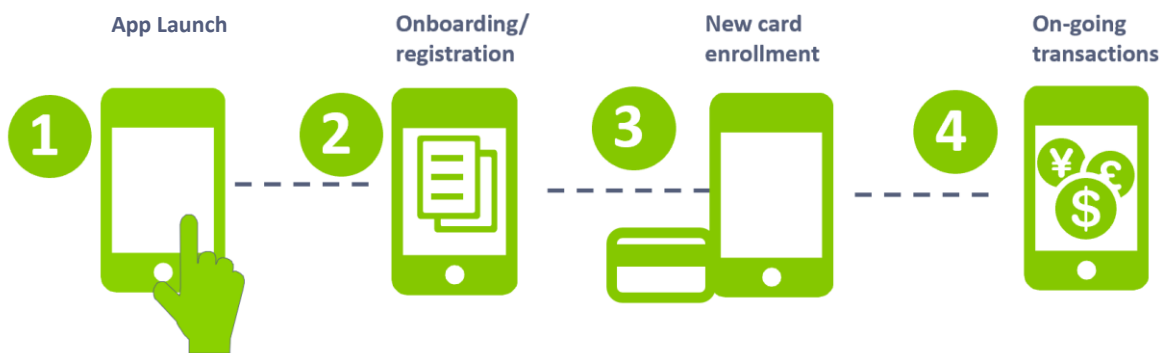 App Launch
Onboarding/
registration
New card
enrollment
On-going
transactions
1
2
3
4
¥
£
$